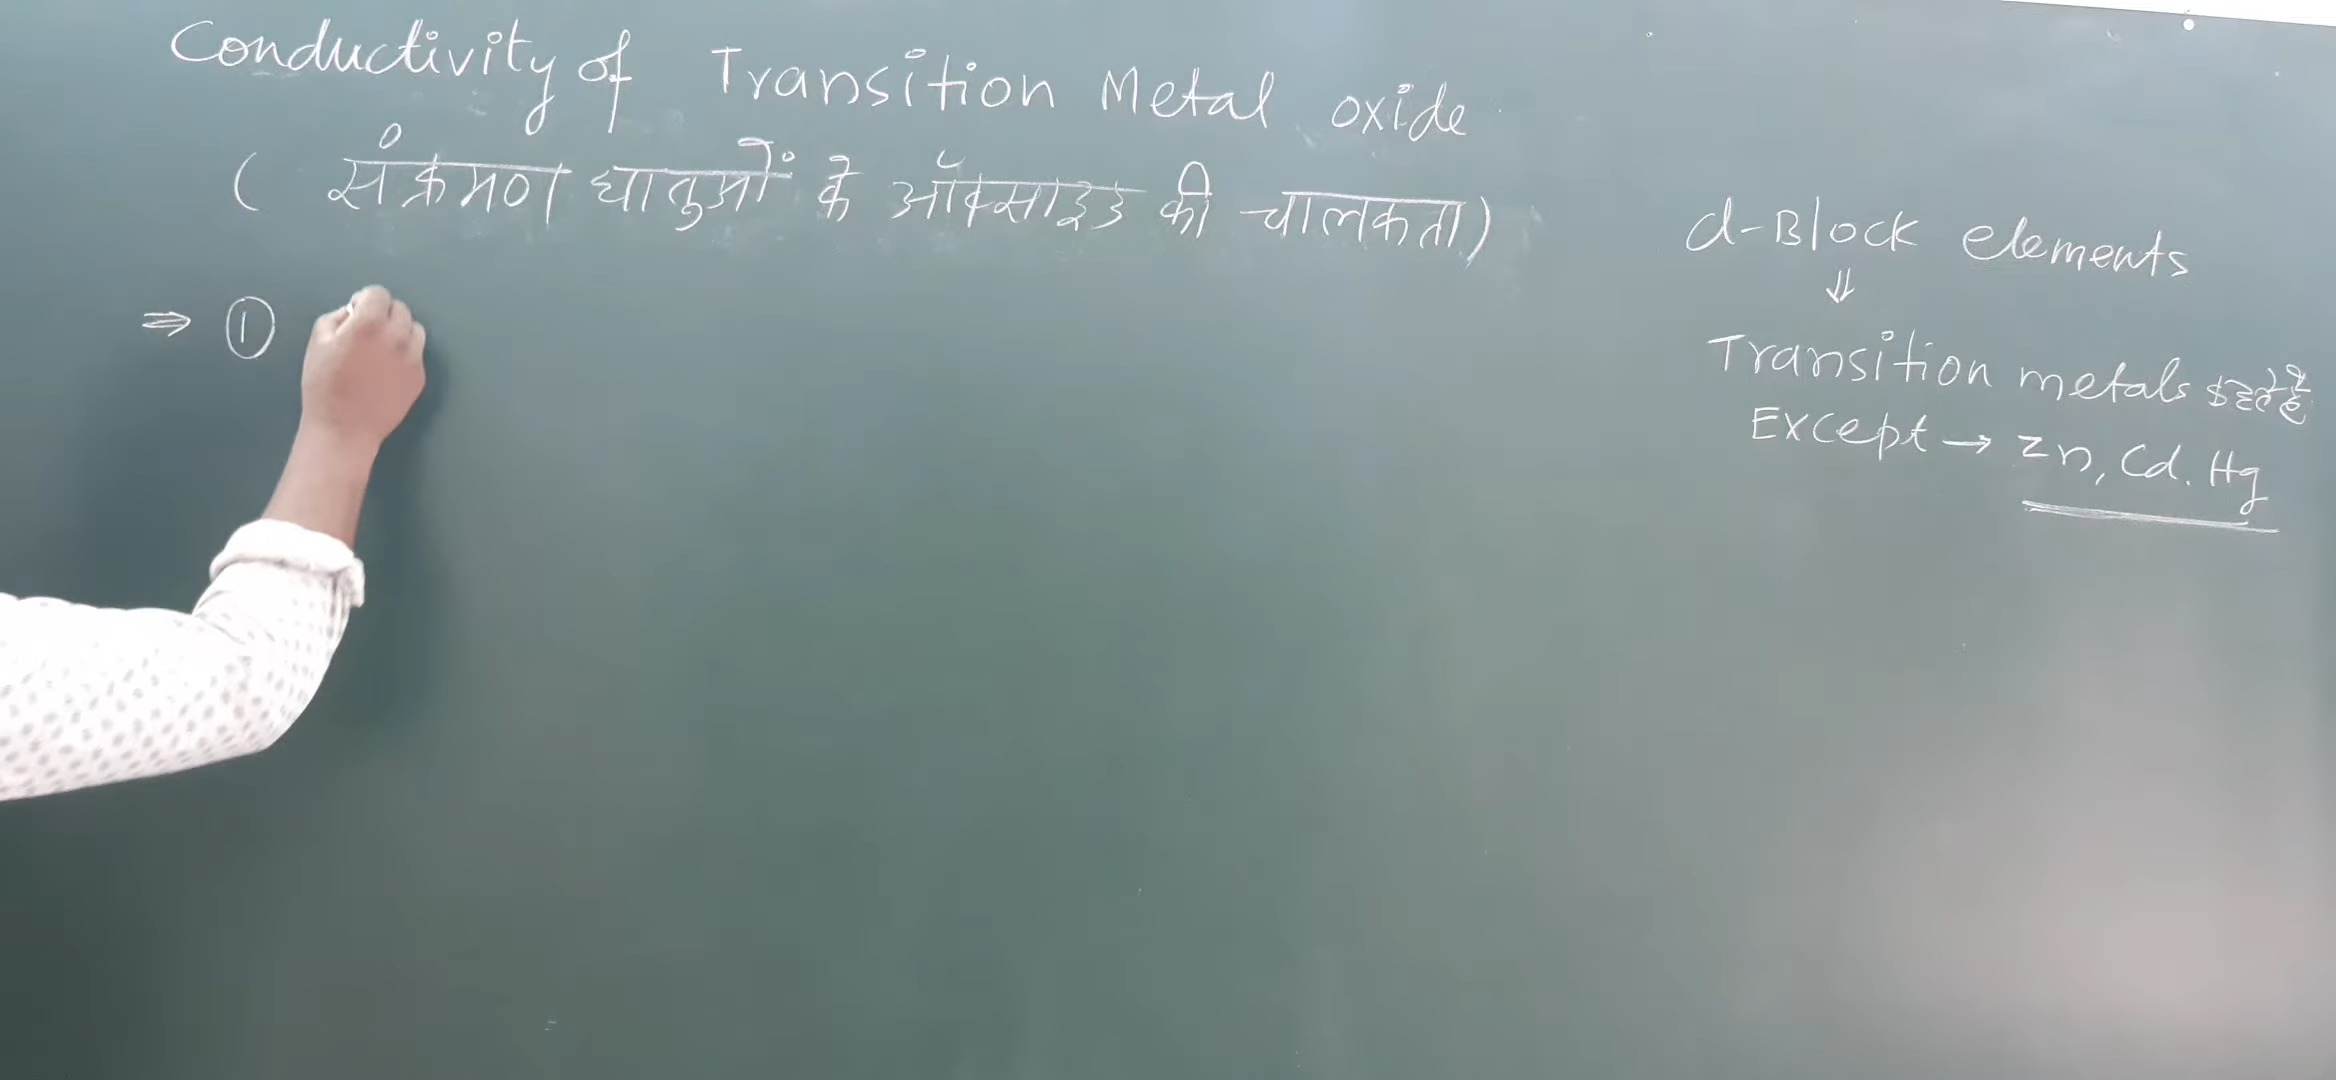 Conductivity of Transition Metal oxide
( संक्रमण धातुओं के ऑक्साइड की चालकता)
⇒ ①
d-Block elements
⇓
Transition metals कहते हैं
Except → Zn, Cd. Hg